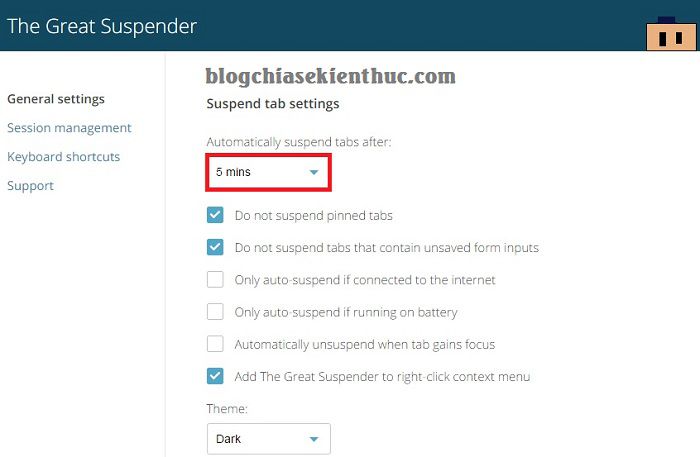 The Great Suspender
blogchiasekienthuc.com
General settings
Session management
Keyboard shortcuts
Support
Suspend tab settings
Automatically suspend tabs after:
5 mins
Do not suspend pinned tabs
Do not suspend tabs that contain unsaved form inputs
Only auto-suspend if connected to the internet
Only auto-suspend if running on battery
Automatically unsuspend when tab gains focus
Add The Great Suspender to right-click context menu
Theme:
Dark